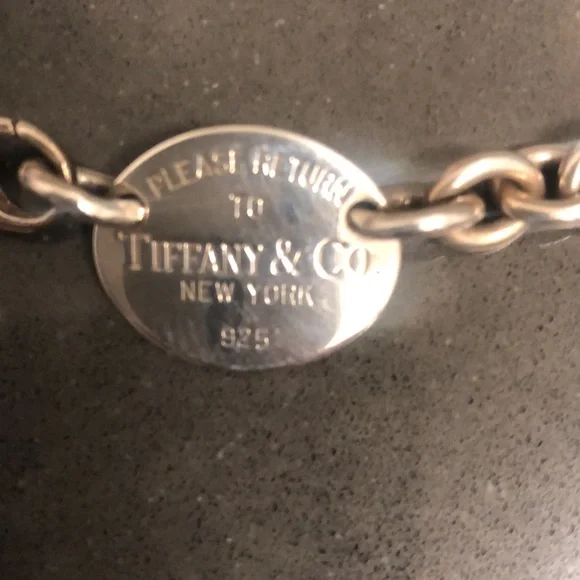 PLEASE RETURN
TO
TIFFANY & CO.
NEW YORK
925